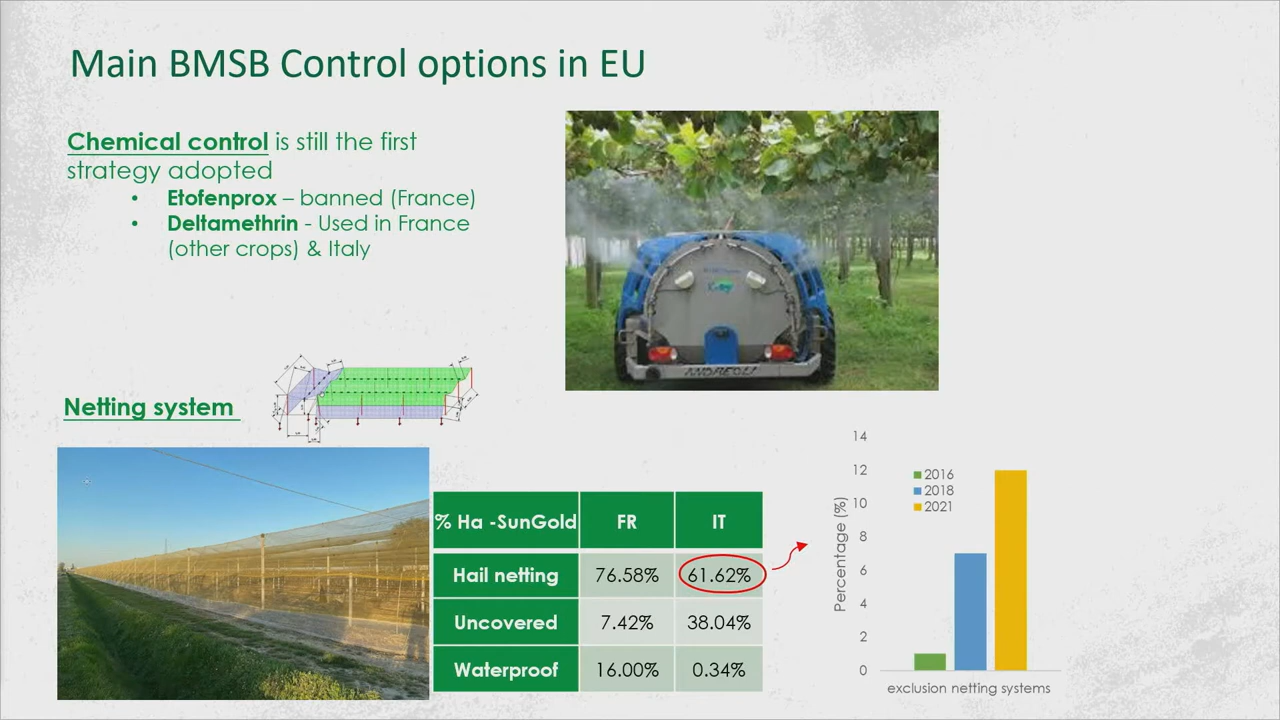 Main BMSB Control options in EU
Chemical control is still the first
strategy adopted
• Etofenprox – banned (France)
• Deltamethrin - Used in France
(other crops) & Italy
ANDREOLI
Netting system
% Ha -SunGold FR IT
Hail netting 76.58% 61.62%
Uncovered 7.42% 38.04%
Waterproof 16.00% 0.34%
14
12
10
8
6
4
2
0
Percentage (%)
2016
2018
2021
exclusion netting systems